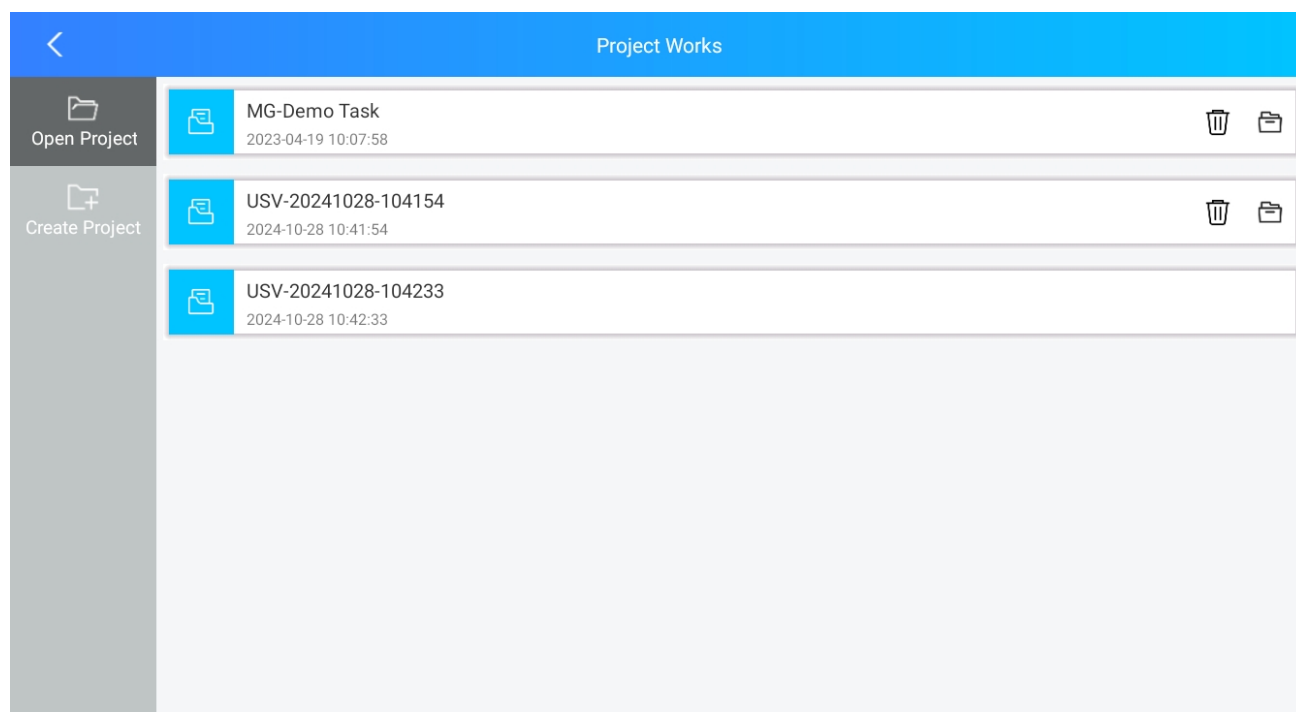 Project Works
Open Project
Create Project
MG-Demo Task
2023-04-19 10:07:58
USV-20241028-104154
2024-10-28 10:41:54
USV-20241028-104233
2024-10-28 10:42:33